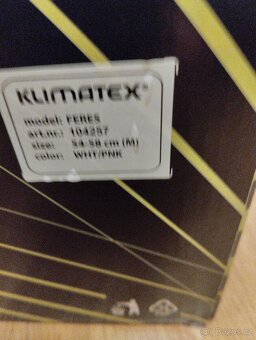 KLIMATEX®
model: FERES
art.nr.: 104257
size: 54-58 cm (M)
color: WHT/PNK